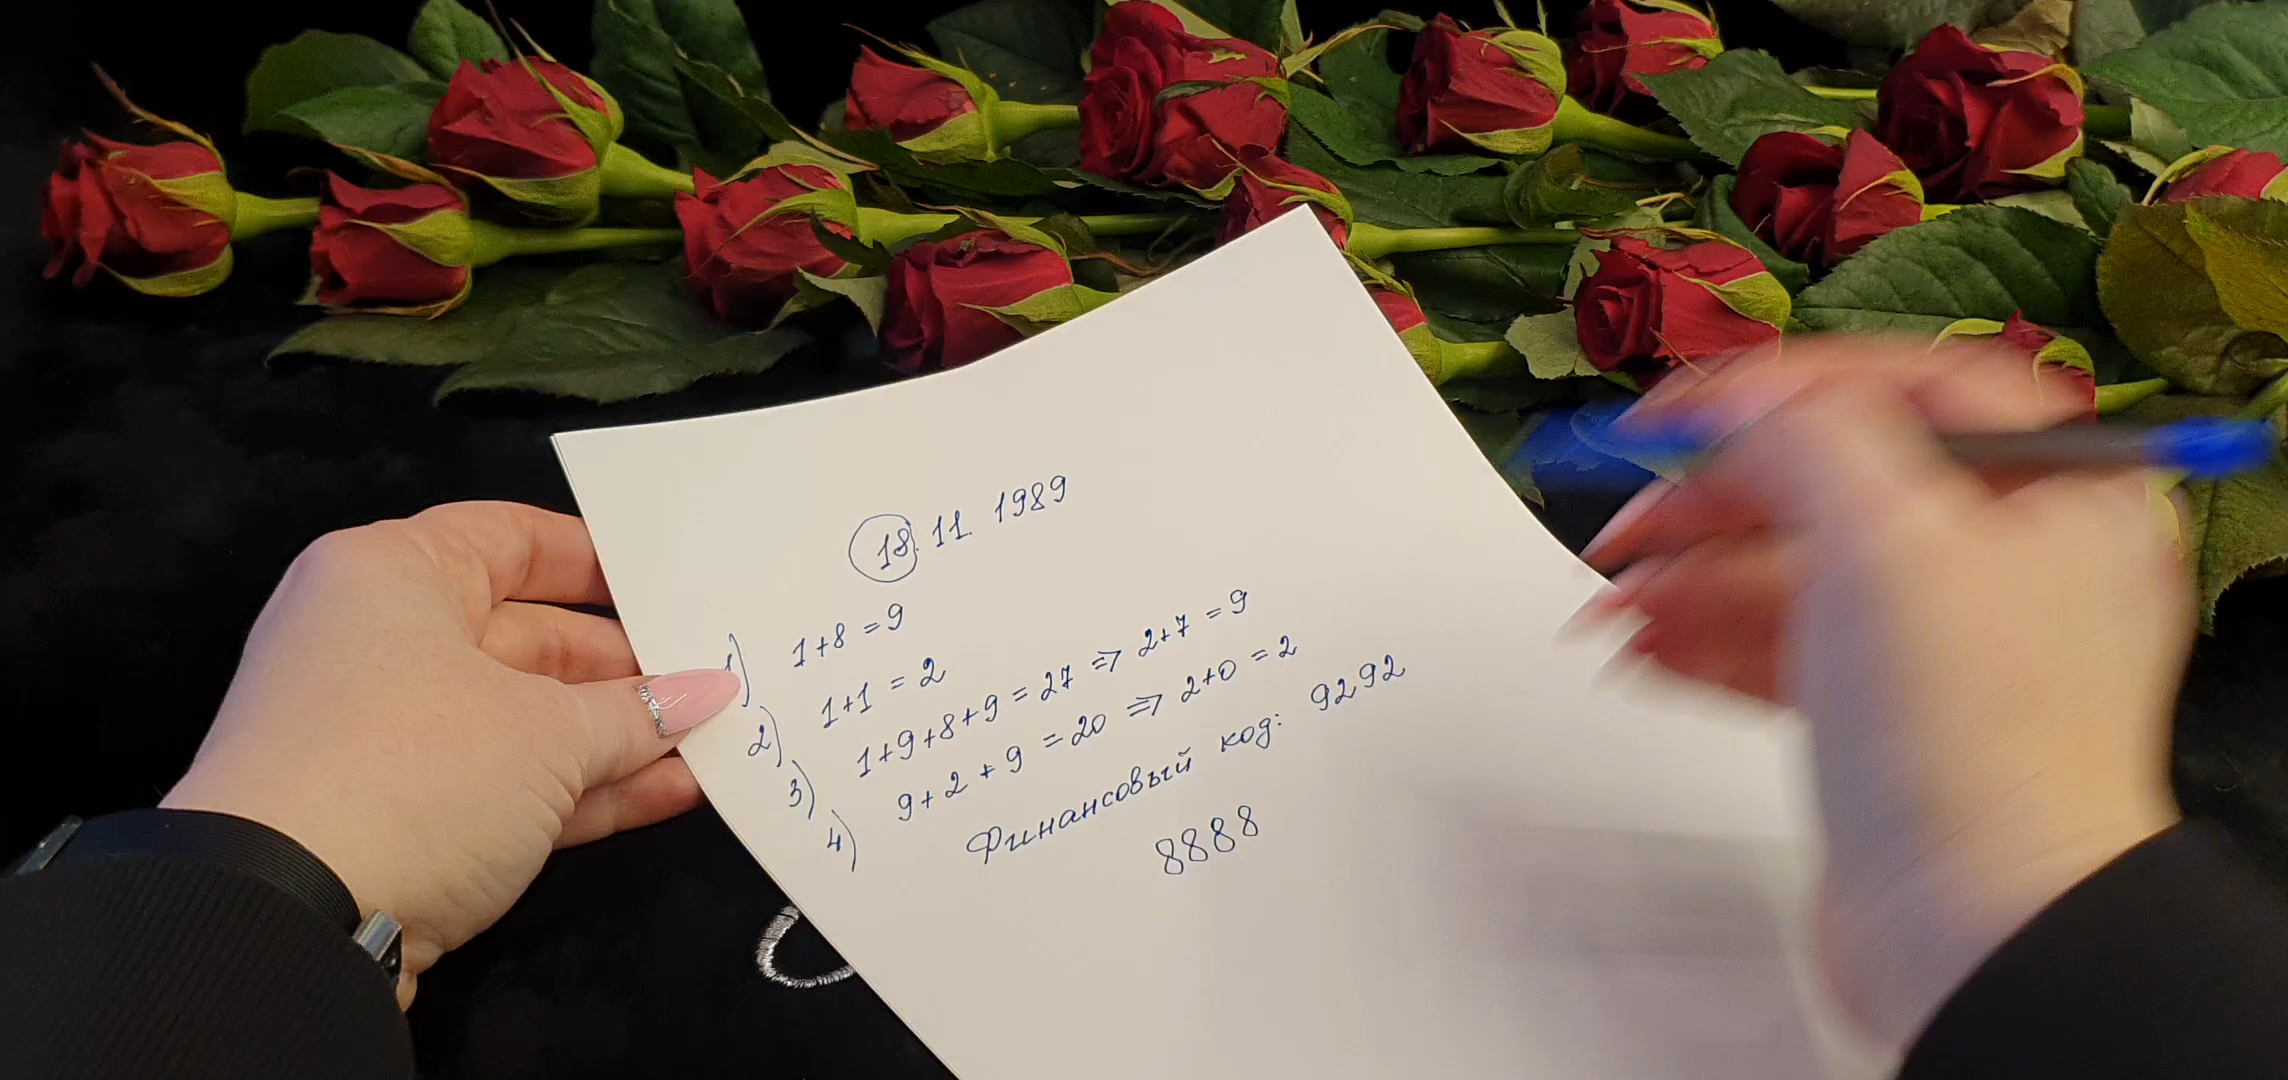 18.11.1989
1) 1+8=9
2) 1+1=2
3) 1+9+8+9=27 => 2+7=9
4) 9+2+9=20 => 2+0=2
Финансовый код: 9292
8888